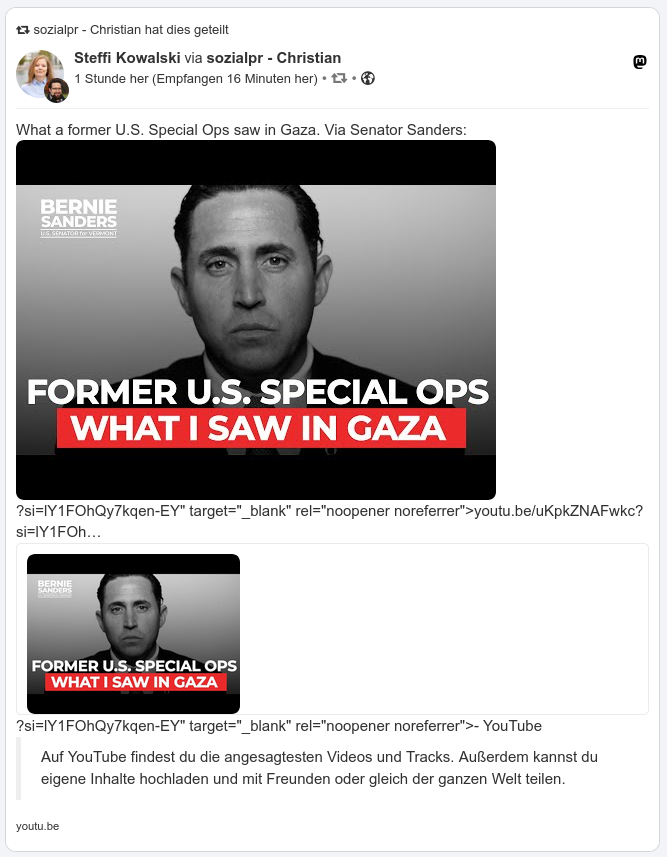 sozialpr - Christian hat dies geteilt
Steffi Kowalski via sozialpr - Christian
1 Stunde her (Empfangen 16 Minuten her) • •
What a former U.S. Special Ops saw in Gaza. Via Senator Sanders:
BERNIE
SANDERS
U.S. SENATOR for VERMONT
FORMER U.S. SPECIAL OPS
WHAT I SAW IN GAZA
?si=lY1FOhQy7kqen-EY" target="_blank" rel="noopener noreferrer">youtu.be/uKpkZNAFwkc?
si=lY1FOh…
BERNIE
SANDERS
FORMER U.S. SPECIAL OPS
WHAT I SAW IN GAZA
?si=lY1FOhQy7kqen-EY" target="_blank" rel="noopener noreferrer">- YouTube
Auf YouTube findest du die angesagtesten Videos und Tracks. Außerdem kannst du
eigene Inhalte hochladen und mit Freunden oder gleich der ganzen Welt teilen.
youtu.be